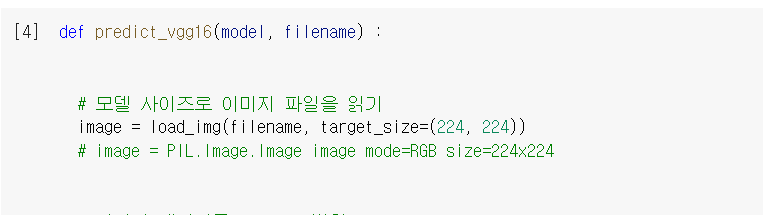 [4] def predict_vgg16(model, filename) :
# 모델 사이즈로 이미지 파일을 읽기
image = load_img(filename, target_size=(224, 224))
# image = PIL.Image.Image image mode=RGB size=224x224